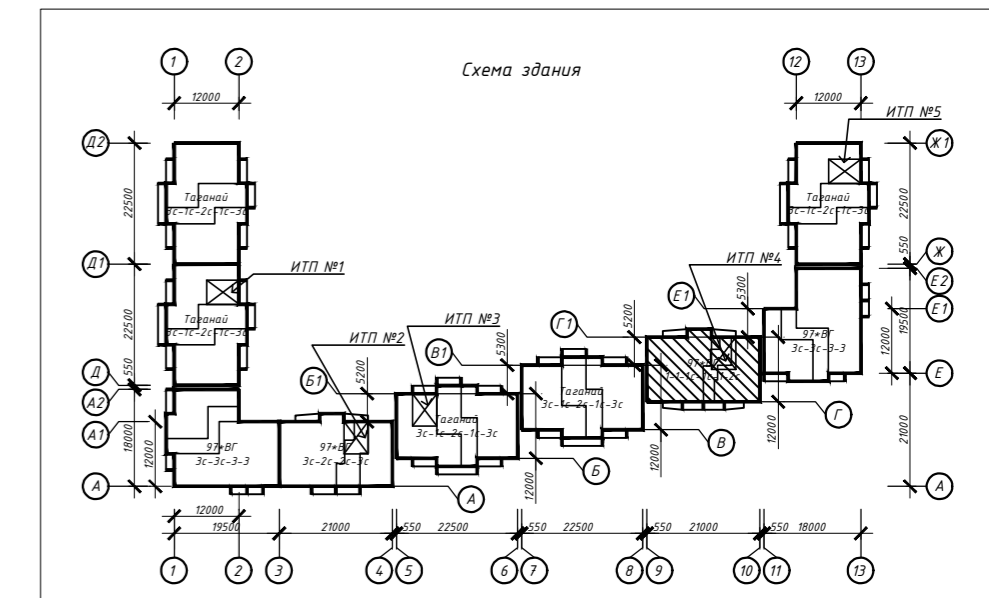 Схема здания
1 2 12 13
12000 12000
ИТП №5
Д2 Ж1
22500 22500
Таганай
3с-1с-2с-1с-3с
Таганай
3с-1с-2с-1с-3с
Д1 ИТП №1 ИТП №4 550 Ж
Е2
Е1 5300 Е1
22500 Таганай
3с-1с-2с-1с-3с
ИТП №2 ИТП №3 В1 5300 Г1 5200
12000 19500
97*ВГ
3с-3с-3-3
Д 550 Б1 5200 Е
А2
Таганай
3с-1с-2с-1с-3с
Таганай
3с-1с-2с-1с-3с
Г
А1 18000 12000
97*ВГ
3с-3с-3-3
97*ВГ
3с-2с-2с-3с
В 12000 12000 21000
Б 12000
А А А
12000
19500 21000 550 22500 550 22500 550 21000 550 18000
1 2 3 4 5 6 7 8 9 10 11 13